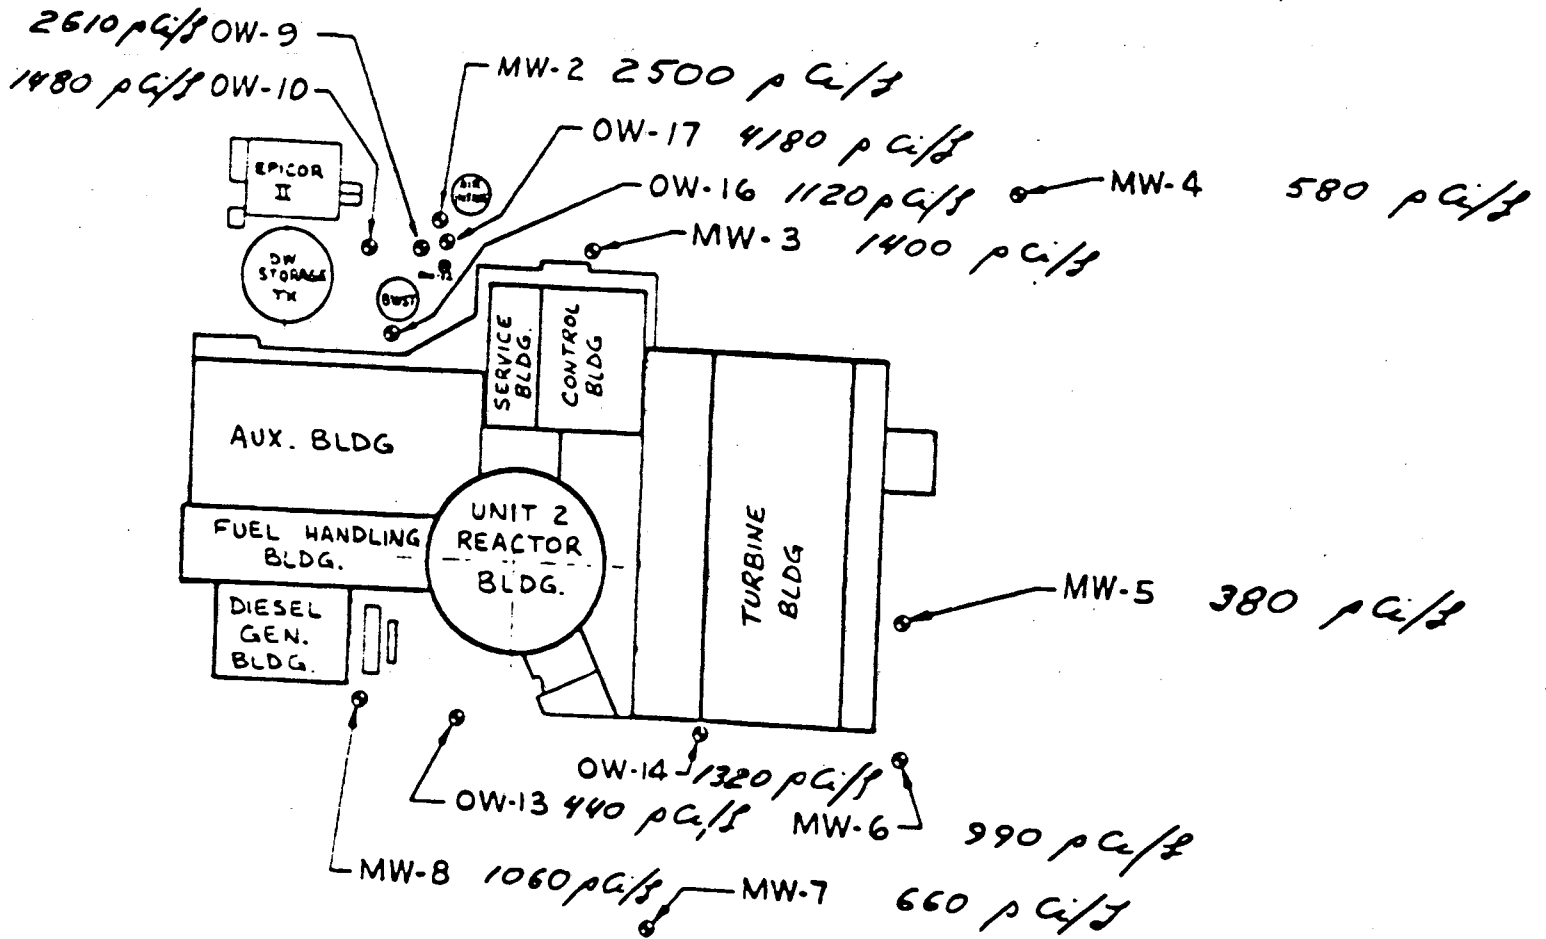 2610 pCi/l OW-9
1480 pCi/l OW-10
MW-2 2500 pCi/l
OW-17 4180 pCi/l
OW-16 1120 pCi/l
MW-4 580 pCi/l
MW-3 1400 pCi/l
EPICOR
II
AIR
INTAKE
DW
STORAGE
TK
BWST
SERVICE
BLDG.
CONTROL
BLDG
AUX. BLDG
UNIT 2
REACTOR
BLDG.
FUEL HANDLING
BLDG.
TURBINE
BLDG
DIESEL
GEN.
BLDG.
MW-5 380 pCi/l
OW-14 1320 pCi/l
OW-13 440 pCi/l
MW-6 990 pCi/l
MW-8 1060 pCi/l
MW-7 660 pCi/l